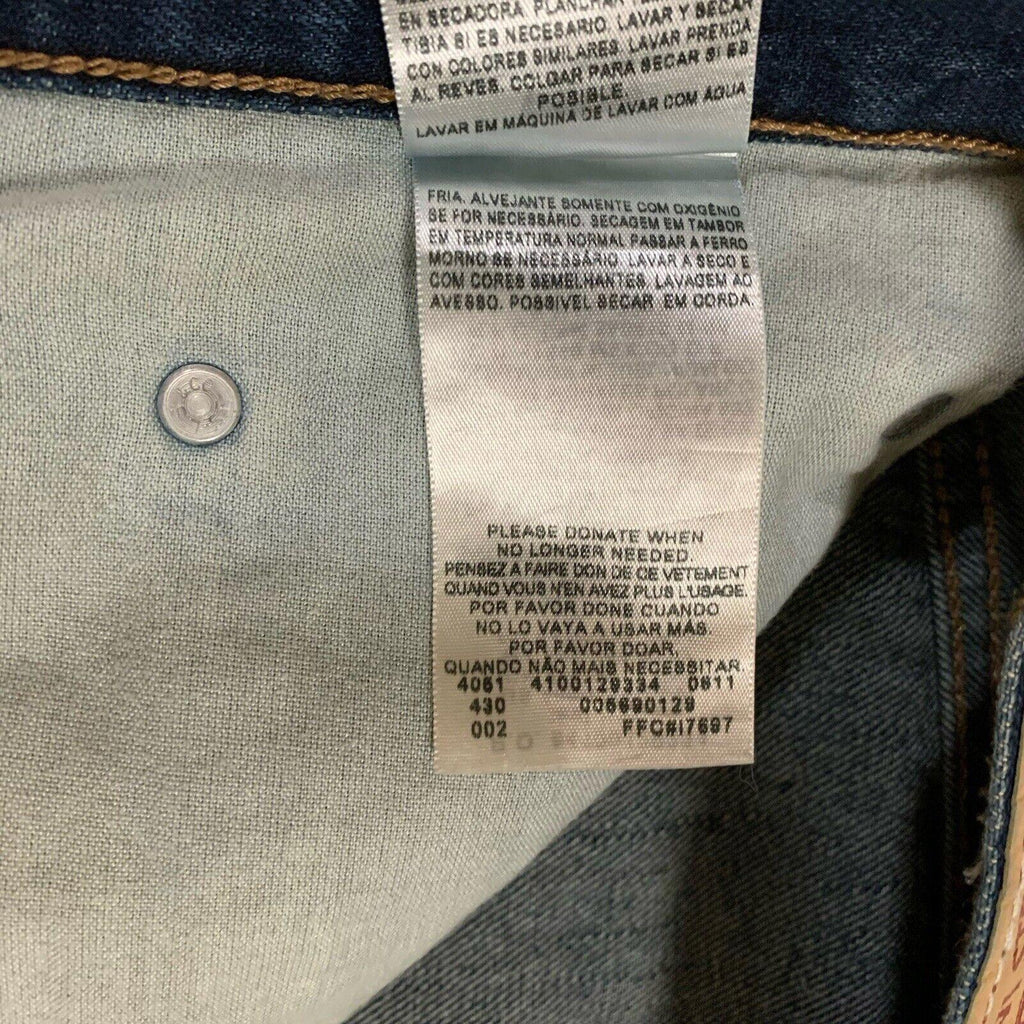 EN SECADORA. PLANCHAR
TIBIA SI ES NECESARIO. LAVAR Y SECAR
CON COLORES SIMILARES. LAVAR PRENDA
AL REVES. COLGAR PARA SECAR SI ES
POSIBLE.
LAVAR EM MÁQUINA DE LAVAR COM ÁGUA
FRIA. ALVEJANTE SOMENTE COM OXIGÊNIO
SE FOR NECESSÁRIO. SECAGEM EM TAMBOR
EM TEMPERATURA NORMAL PASSAR A FERRO
MORNO SE NECESSÁRIO. LAVAR A SECO E
COM CORES SEMELHANTES. LAVAGEM AO
AVESSO. POSSIVEL SECAR EM CORDA.
PLEASE DONATE WHEN
NO LONGER NEEDED.
PENSEZ A FAIRE DON DE CE VETEMENT
QUAND VOUS N'EN AVEZ PLUS L'USAGE.
POR FAVOR DONE CUANDO
NO LO VAYA A USAR MÁS.
POR FAVOR DOAR,
QUANDO NÃO MAIS NECESSITAR.
4061 4100129334 0611
430 005690129
002 FFC#17697